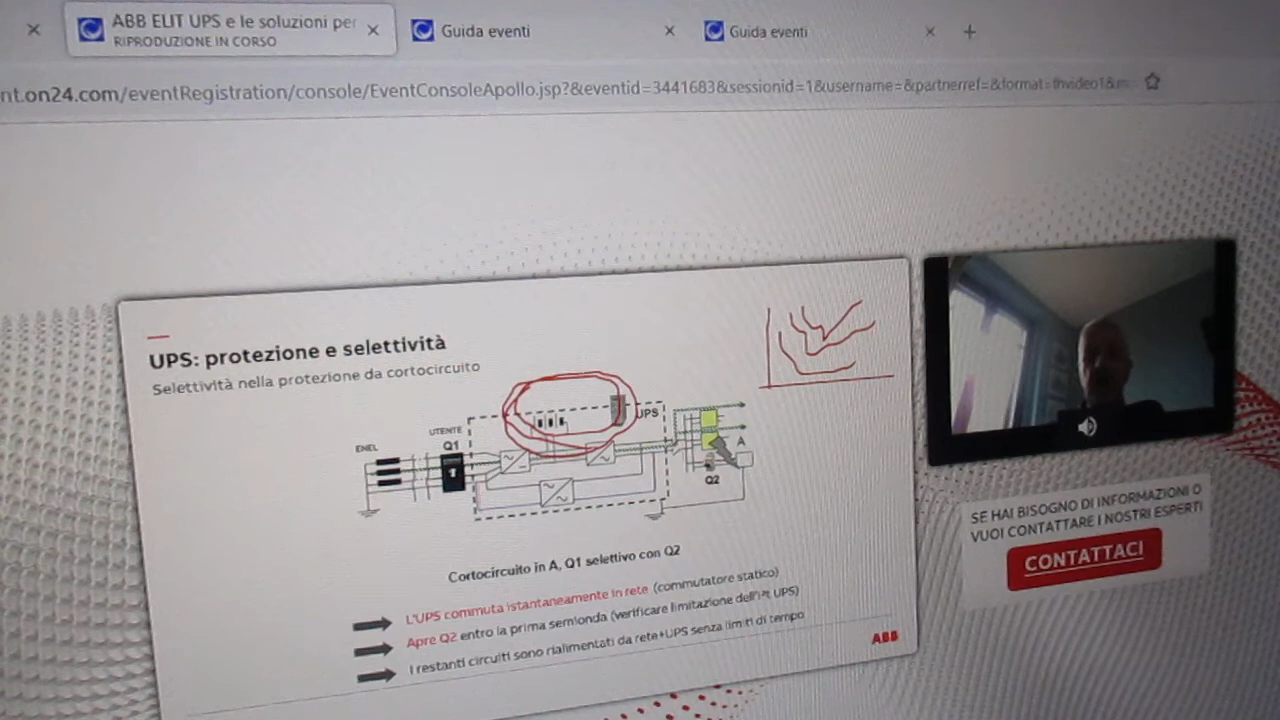 ABB ELIT UPS e le soluzioni per
RIPRODUZIONE IN CORSO
Guida eventi
Guida eventi
nt.on24.com/eventRegistration/console/EventConsoleApollo.jsp?&eventid=3441683&sessionid=1&username=&partnerref=&format=fhvideo1&m
UPS: protezione e selettività
Selettività nella protezione da cortocircuito
UPS
UTENTE
Q1
ENEL
A
Q2
Cortocircuito in A, Q1 selettivo con Q2
L'UPS commuta istantaneamente in rete (commutatore statico)
Apre Q2 entro la prima semionda (verificare limitazione dell'I²t UPS)
I restanti circuiti sono rialimentati da rete+UPS senza limiti di tempo
ABB
SE HAI BISOGNO DI INFORMAZIONI O
VUOI CONTATTARE I NOSTRI ESPERTI
CONTATTACI